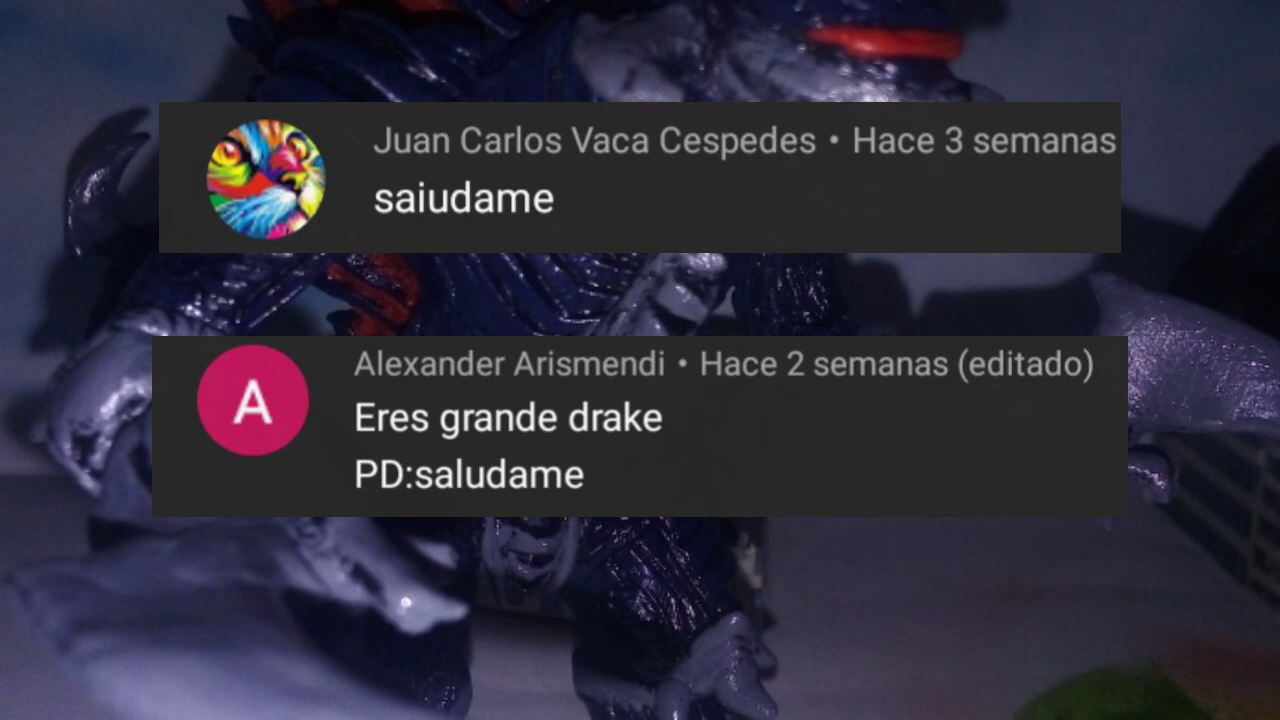 Juan Carlos Vaca Cespedes • Hace 3 semanas
saiudame
A
Alexander Arismendi • Hace 2 semanas (editado)
Eres grande drake
PD:saludame